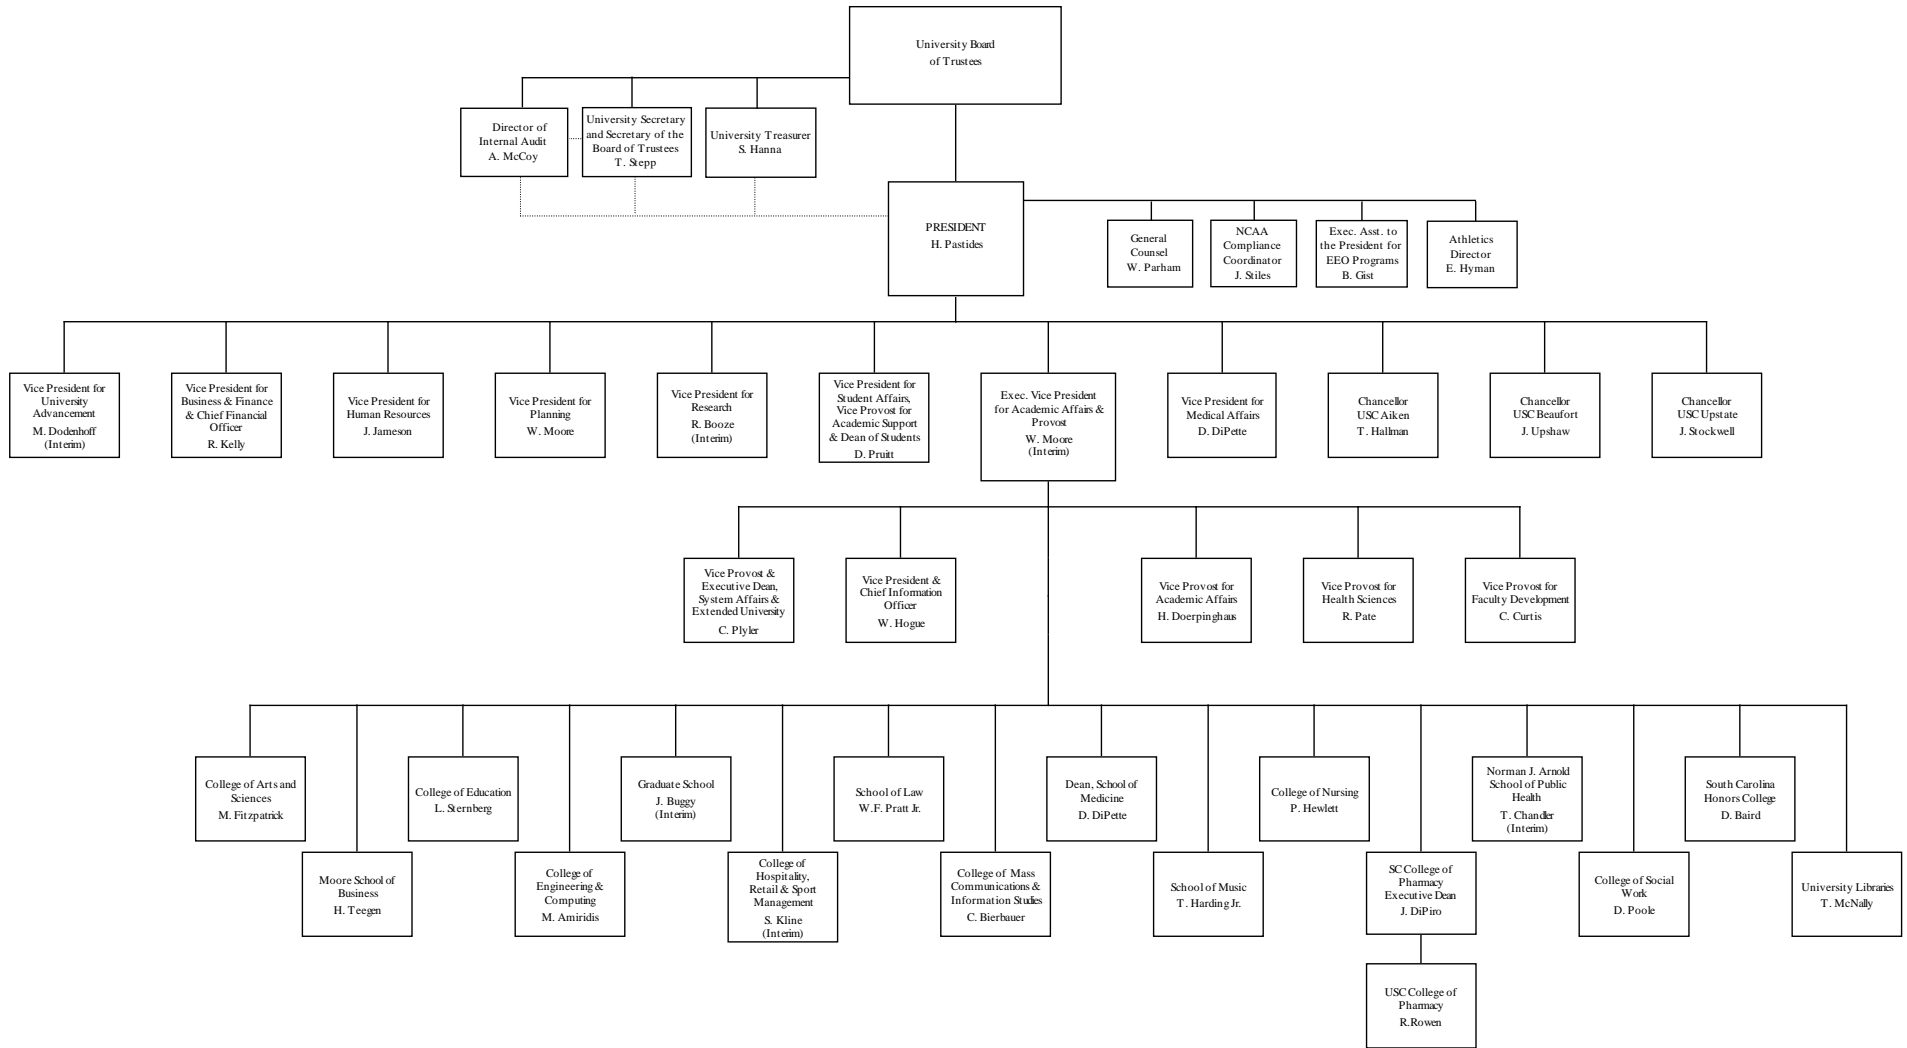 University Board
of Trustees
Director of
Internal Audit
A. McCoy
University Secretary
and Secretary of the
Board of Trustees
T. Stepp
University Treasurer
S. Hanna
PRESIDENT
H. Pastides
General
Counsel
W. Parham
NCAA
Compliance
Coordinator
J. Stiles
Exec. Asst. to
the President for
EEO Programs
B. Gist
Athletics
Director
E. Hyman
Vice President for
University
Advancement
M. Dodenhoff
(Interim)
Vice President for
Business & Finance
& Chief Financial
Officer
R. Kelly
Vice President for
Human Resources
J. Jameson
Vice President for
Planning
W. Moore
Vice President for
Research
R. Booze
(Interim)
Vice President for
Student Affairs,
Vice Provost for
Academic Support
& Dean of Students
D. Pruitt
Exec. Vice President
for Academic Affairs &
Provost
W. Moore
(Interim)
Vice President for
Medical Affairs
D. DiPette
Chancellor
USC Aiken
T. Hallman
Chancellor
USC Beaufort
J. Upshaw
Chancellor
USC Upstate
J. Stockwell
Vice Provost &
Executive Dean,
System Affairs &
Extended University
C. Plyler
Vice President &
Chief Information
Officer
W. Hogue
Vice Provost for
Academic Affairs
H. Doerpinghaus
Vice Provost for
Health Sciences
R. Pate
Vice Provost for
Faculty Development
C. Curtis
College of Arts and
Sciences
M. Fitzpatrick
College of Education
L. Sternberg
Graduate School
J. Buggy
(Interim)
School of Law
W.F. Pratt Jr.
Dean, School of
Medicine
D. DiPette
College of Nursing
P. Hewlett
Norman J. Arnold
School of Public
Health
T. Chandler
(Interim)
South Carolina
Honors College
D. Baird
Moore School of
Business
H. Teegen
College of
Engineering &
Computing
M. Amiridis
College of
Hospitality,
Retail & Sport
Management
S. Kline
(Interim)
College of Mass
Communications &
Information Studies
C. Bierbauer
School of Music
T. Harding Jr.
SC College of
Pharmacy
Executive Dean
J. DiPiro
College of Social
Work
D. Poole
University Libraries
T. McNally
USC College of
Pharmacy
R.Rowen